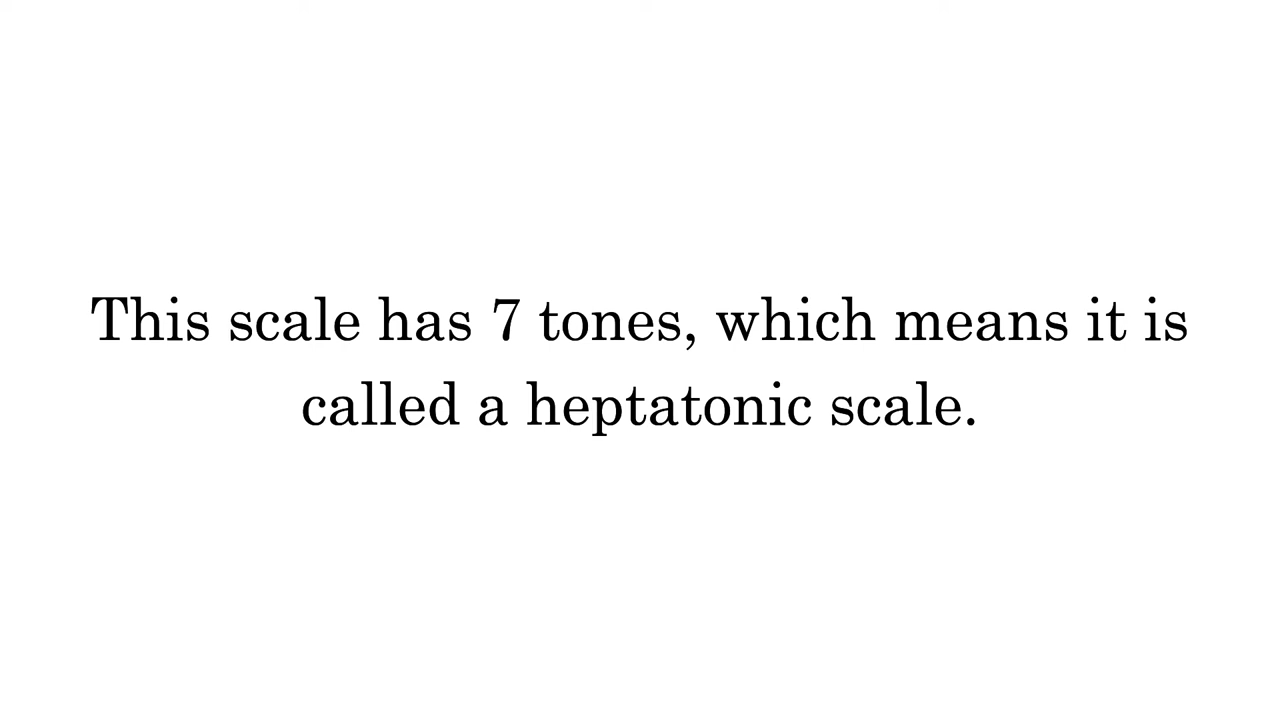 This scale has 7 tones, which means it is
called a heptatonic scale.